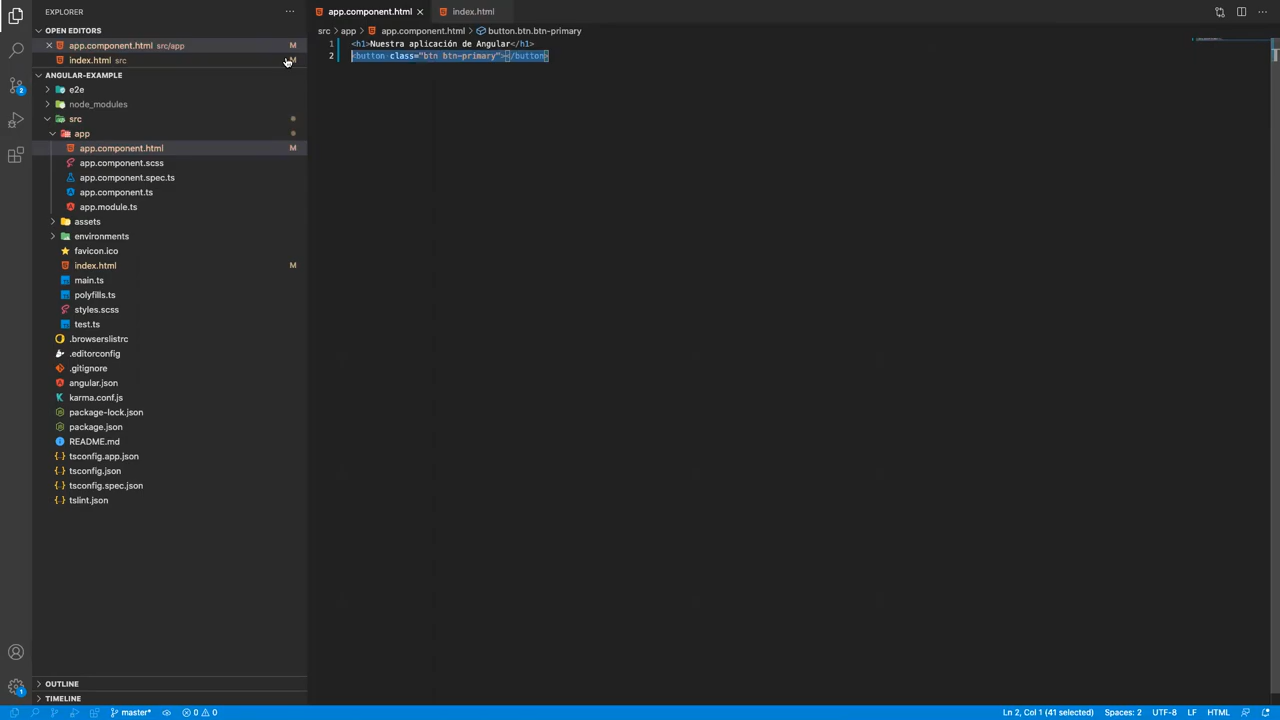 EXPLORER
OPEN EDITORS
app.component.html src/app M
index.html src M
ANGULAR-EXAMPLE
e2e
node_modules
src
app
app.component.html M
app.component.scss
app.component.spec.ts
app.component.ts
app.module.ts
assets
environments
favicon.ico
index.html M
main.ts
polyfills.ts
styles.scss
test.ts
.browserslistrc
.editorconfig
.gitignore
angular.json
karma.conf.js
package-lock.json
package.json
README.md
tsconfig.app.json
tsconfig.json
tsconfig.spec.json
tslint.json
OUTLINE
TIMELINE
app.component.html index.html
src > app > app.component.html > button.btn.btn-primary
1 <h1>Nuestra aplicación de Angular</h1>
2 <button class="btn btn-primary"></button>
2
1
master* 0 0 Ln 2, Col 1 (41 selected) Spaces: 2 UTF-8 LF HTML